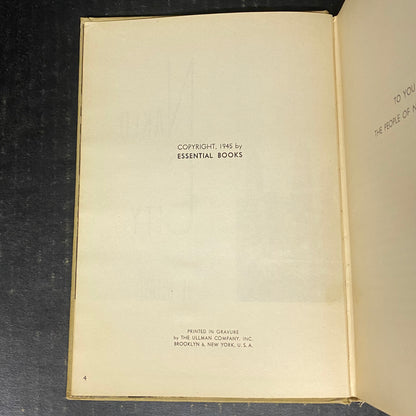 COPYRIGHT, 1945 by
ESSENTIAL BOOKS
PRINTED IN GRAVURE
by THE ULLMAN COMPANY, INC.
BROOKLYN 6, NEW YORK, U. S. A.
4
TO YOU
THE PEOPLE OF N